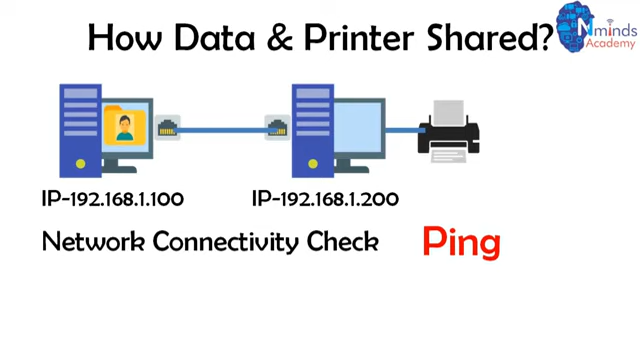 How Data & Printer Shared?
Nminds
Academy
IP-192.168.1.100
IP-192.168.1.200
Network Connectivity Check
Ping